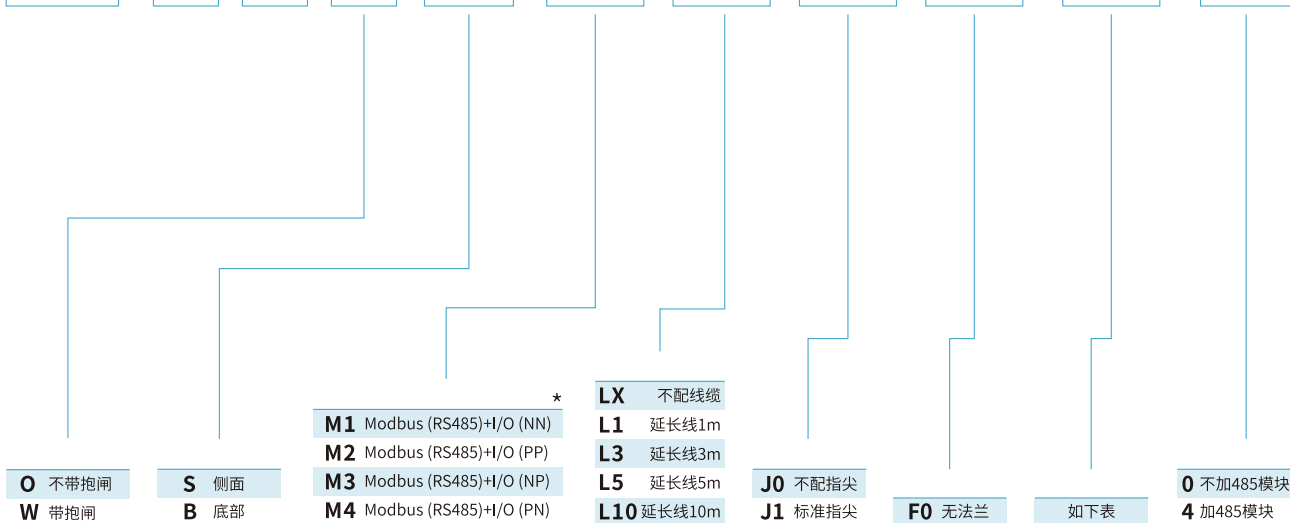 O 不带抱闸
W 带抱闸
S 侧面
B 底部
*
M1 Modbus (RS485)+I/O (NN)
M2 Modbus (RS485)+I/O (PP)
M3 Modbus (RS485)+I/O (NP)
M4 Modbus (RS485)+I/O (PN)
LX 不配线缆
L1 延长线1m
L3 延长线3m
L5 延长线5m
L10 延长线10m
J0 不配指尖
J1 标准指尖
F0 无法兰
如下表
0 不加485模块
4 加485模块